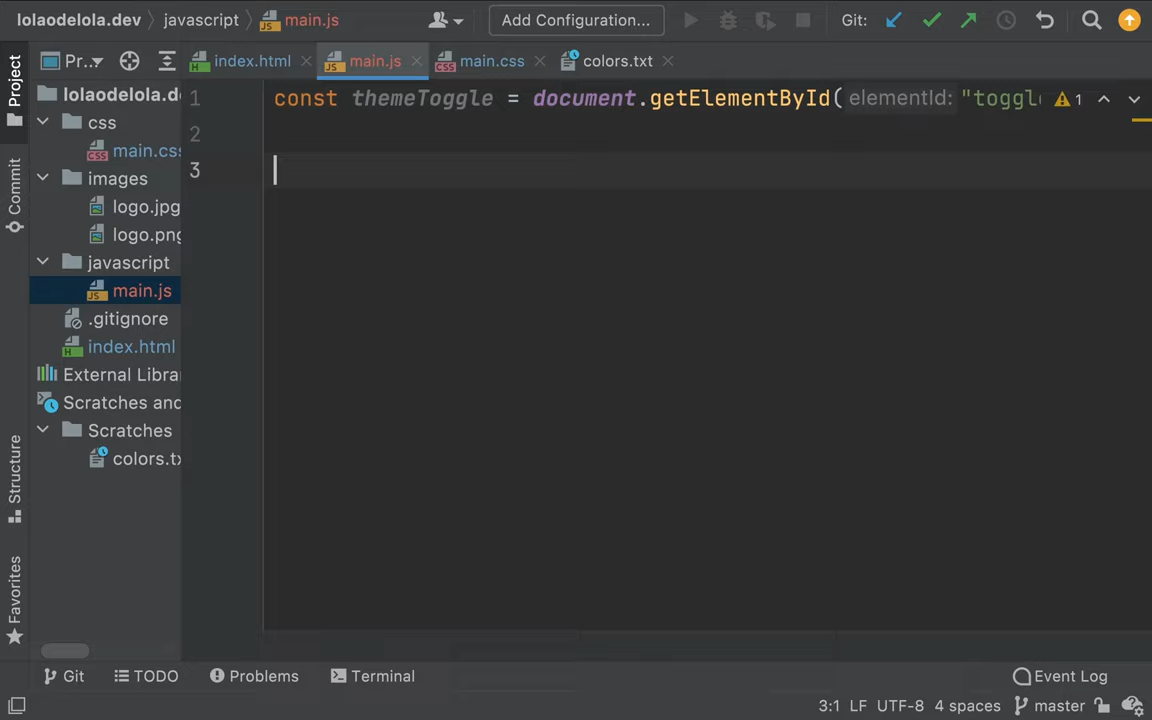 lolaodelola.dev javascript main.js Add Configuration... Git:
Project Pr... index.html main.js main.css colors.txt
lolaodelola.d
css
main.css
images
logo.jpg
logo.png
javascript
main.js
.gitignore
index.html
External Libra
Scratches and
Scratches
colors.tx
1 const themeToggle = document.getElementById( elementId: "toggl 1
2
3
Commit
Structure
Favorites
Git TODO Problems Terminal Event Log
3:1 LF UTF-8 4 spaces master